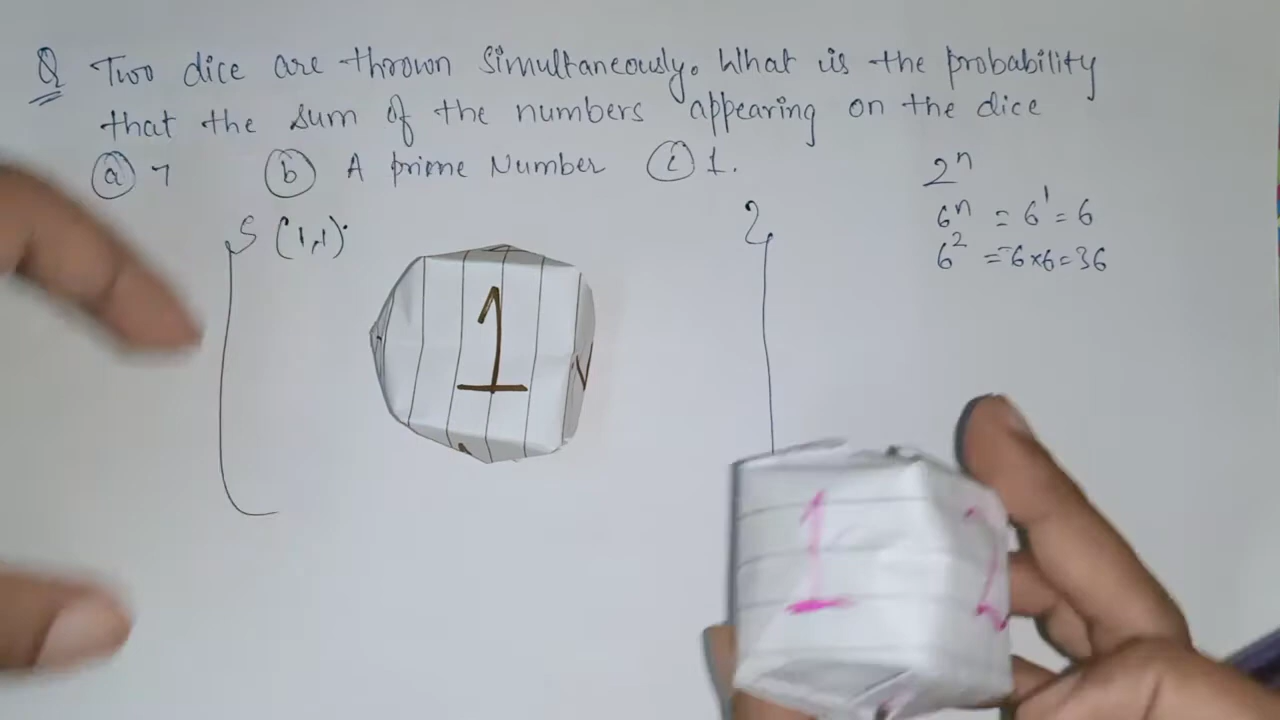 Q Two dice are thrown simultaneously. What is the probability
that the sum of the numbers appearing on the dice
(a) 7 (b) A prime Number (c) 1.
2ⁿ
6ⁿ = 6¹ = 6
6² = 6×6 = 36
S (1,1)
1
1 2